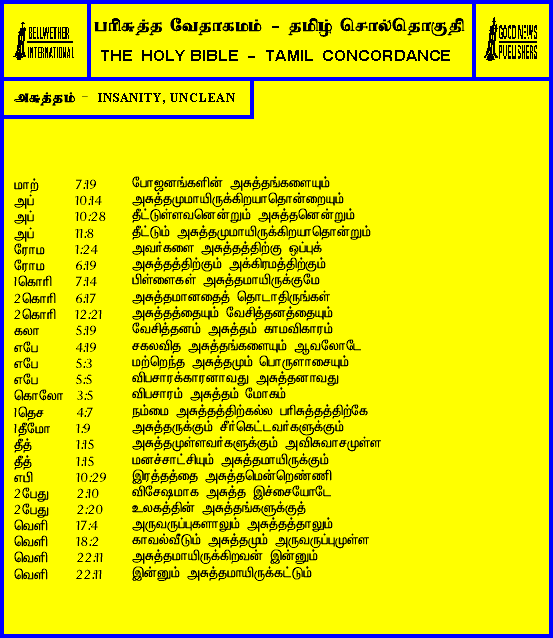 BELLWETHER
INTERNATIONAL
பரிசுத்த வேதாகமம் - தமிழ் சொல்தொகுதி
THE HOLY BIBLE - TAMIL CONCORDANCE
GOOD NEWS
PUBLISHERS
அசுத்தம் - INSANITY, UNCLEAN
மாற் 7:19 போஜனங்களின் அசுத்தங்களையும்
அப் 10:14 அசுத்தமுமாயிருக்கிறயாதொன்றையும்
அப் 10:28 தீட்டுள்ளவனென்றும் அசுத்தனென்றும்
அப் 11:8 தீட்டும் அசுத்தமுமாயிருக்கிறயாதொன்றும்
ரோம 1:24 அவர்களை அசுத்தத்திற்கு ஒப்புக்
ரோம 6:19 அசுத்தத்திற்கும் அக்கிரமத்திற்கும்
1கொரி 7:14 பிள்ளைகள் அசுத்தமாயிருக்குமே
2கொரி 6:17 அசுத்தமானதைத் தொடாதிருங்கள்
2கொரி 12:21 அசுத்தத்தையும் வேசித்தனத்தையும்
கலா 5:19 வேசித்தனம் அசுத்தம் காமவிகாரம்
எபே 4:19 சகலவித அசுத்தங்களையும் ஆவலோடே
எபே 5:3 மற்றெந்த அசுத்தமும் பொருளாசையும்
எபே 5:5 விபசாரக்காரனாவது அசுத்தனாவது
கொலோ 3:5 விபசாரம் அசுத்தம் மோகம்
1தெச 4:7 நம்மை அசுத்தத்திற்கல்ல பரிசுத்தத்திற்கே
1தீமோ 1:9 அசுத்தருக்கும் சீர்கெட்டவர்களுக்கும்
தீத் 1:15 அசுத்தமுள்ளவர்களுக்கும் அவிசுவாசமுள்ள
தீத் 1:15 மனச்சாட்சியும் அசுத்தமாயிருக்கும்
எபி 10:29 இரத்தத்தை அசுத்தமென்றெண்ணி
2பேது 2:10 விசேஷமாக அசுத்த இச்சையோடே
2பேது 2:20 உலகத்தின் அசுத்தங்களுக்குத்
வெளி 17:4 அருவருப்புகளாலும் அசுத்தத்தாலும்
வெளி 18:2 காவல்வீடும் அசுத்தமும் அருவருப்புமுள்ள
வெளி 22:11 அசுத்தமாயிருக்கிறவன் இன்னும்
வெளி 22:11 இன்னும் அசுத்தமாயிருக்கட்டும்